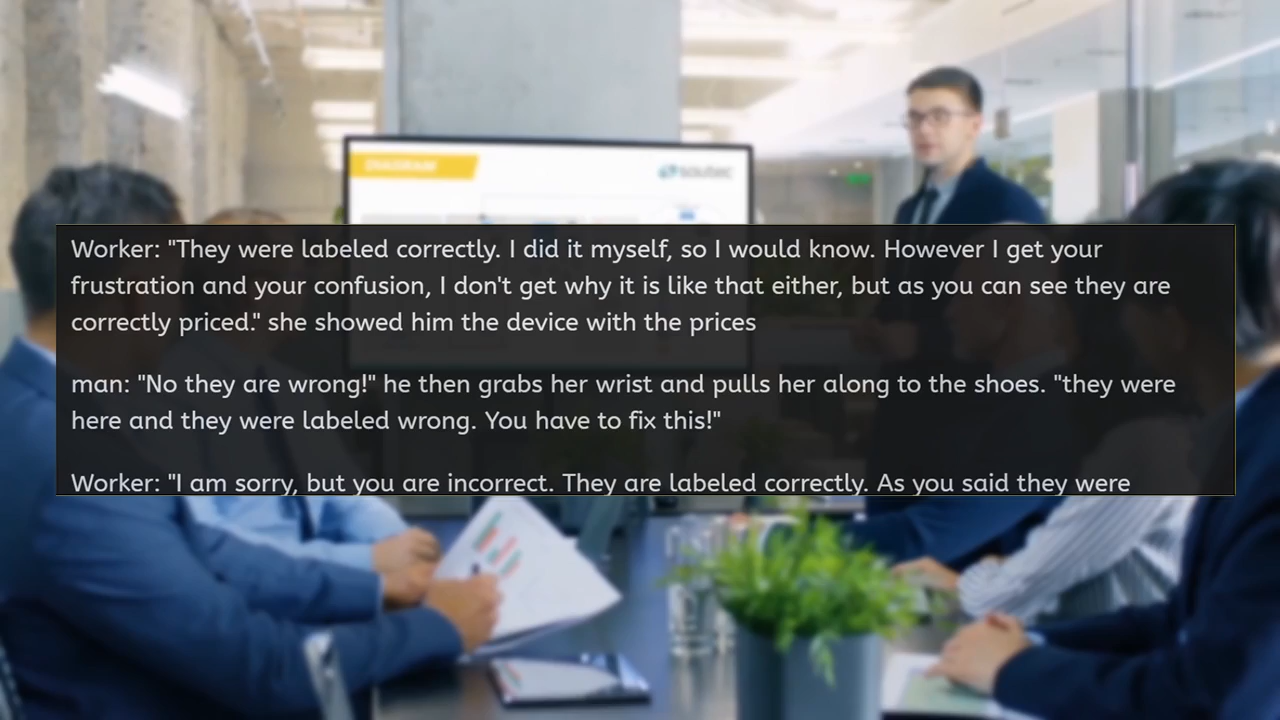 DIAGRAM
Worker: "They were labeled correctly. I did it myself, so I would know. However I get your
frustration and your confusion, I don't get why it is like that either, but as you can see they are
correctly priced." she showed him the device with the prices
man: "No they are wrong!" he then grabs her wrist and pulls her along to the shoes. "they were
here and they were labeled wrong. You have to fix this!"
Worker: "I am sorry, but you are incorrect. They are labeled correctly. As you said they were